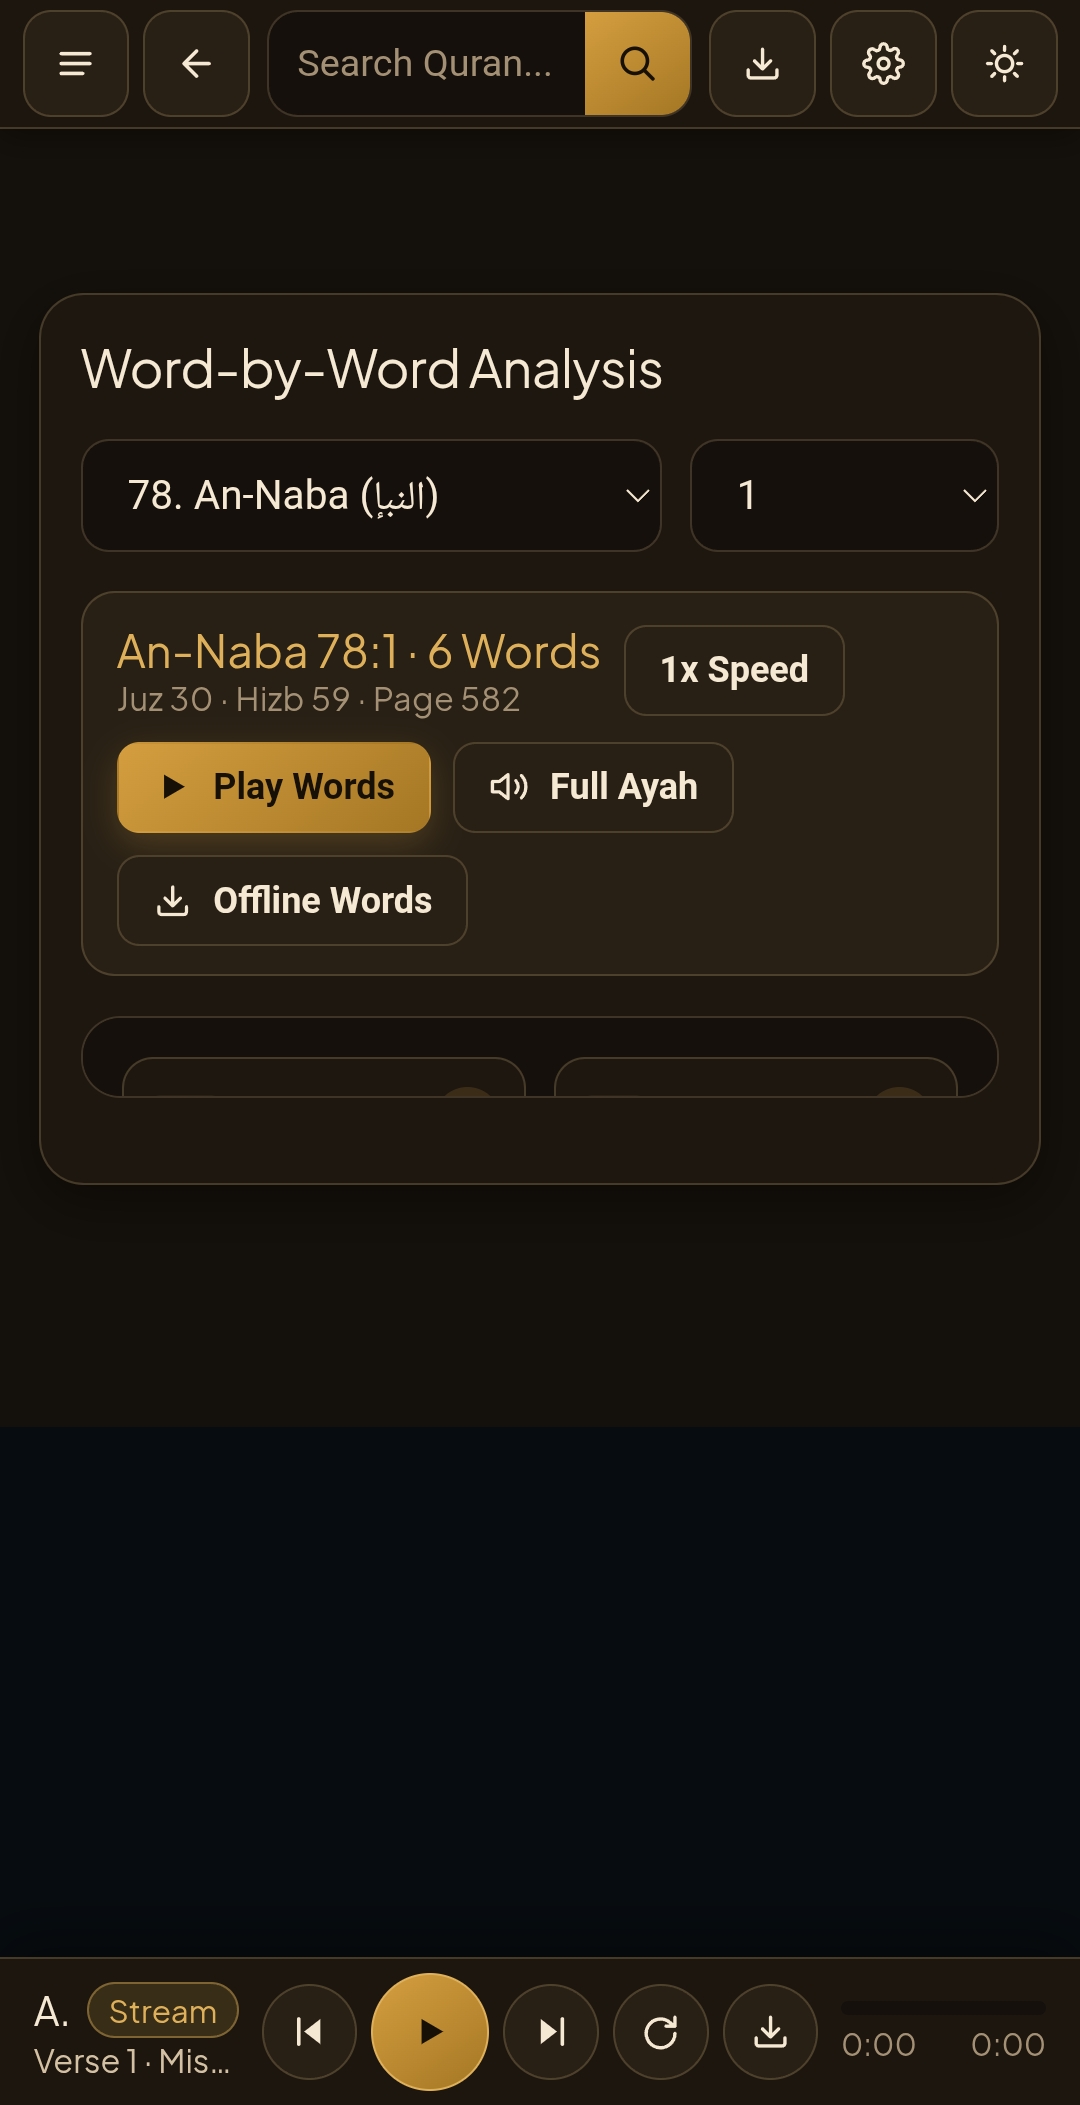 Search Quran...
Word-by-Word Analysis
78. An-Naba (النبإ)
1
An-Naba 78:1 · 6 Words
Juz 30 · Hizb 59 · Page 582
1x Speed
Play Words
Full Ayah
Offline Words
A.
Stream
Verse 1 · Mis...
0:00
0:00